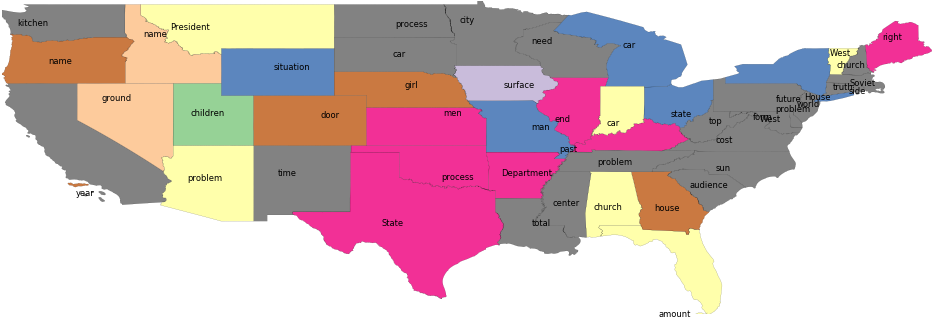 kitchen
name
President
process
city
need
car
right
name
situation
car
West
church
ground
children
door
girl
men
surface
man
end
car
state
future
problem
House
world
truth
Soviet
side
top
form
West
cost
past
problem
sun
audience
year
problem
time
process
State
Department
total
center
church
house
amount